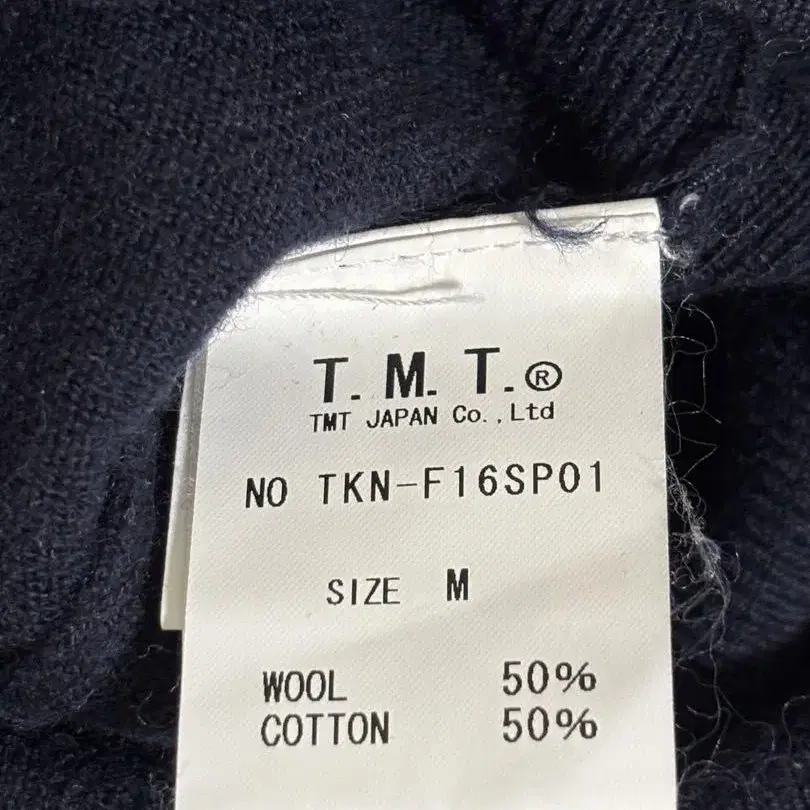 T.M.T.®
TMT JAPAN Co.,Ltd
NO TKN-F16SP01
SIZE M
WOOL 50%
COTTON 50%